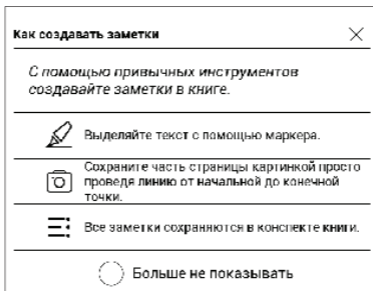 Как создавать заметки
С помощью привычных инструментов
создавайте заметки в книге.
Выделяйте текст с помощью маркера.
Сохраните часть страницы картинкой просто
проведя линию от начальной до конечной
точки.
Все заметки сохраняются в конспекте книги.
Больше не показывать